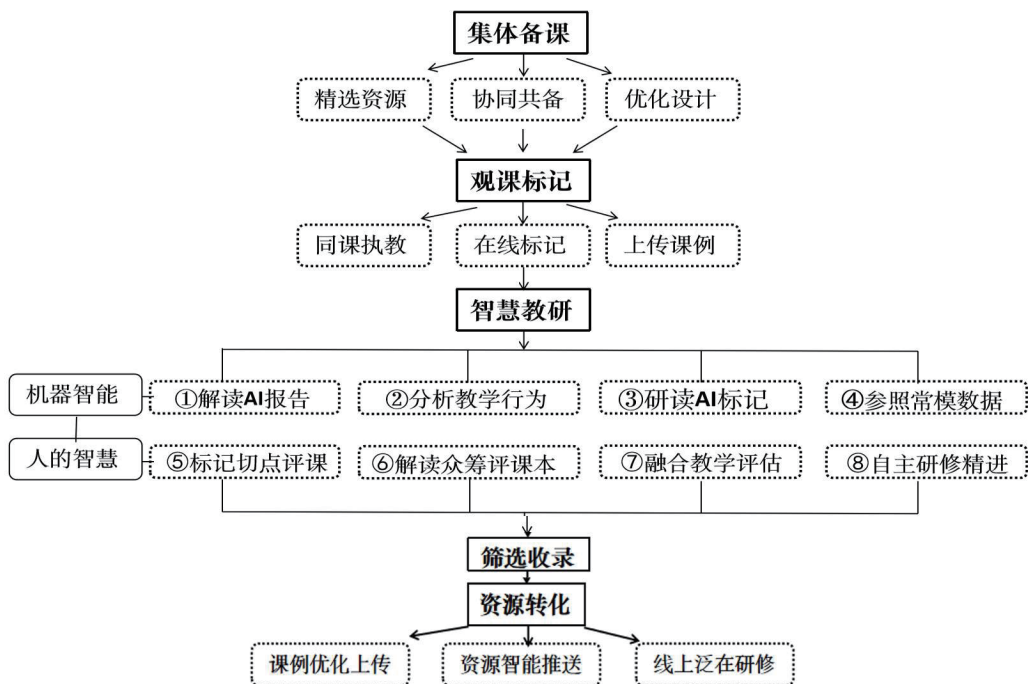 集体备课
精选资源 协同共备 优化设计
观课标记
同课执教 在线标记 上传课例
智慧教研
机器智能 ①解读AI报告 ②分析教学行为 ③研读AI标记 ④参照常模数据
人的智慧 ⑤标记切点评课 ⑥解读众筹评课本 ⑦融合教学评估 ⑧自主研修精进
筛选收录
资源转化
课例优化上传 资源智能推送 线上泛在研修